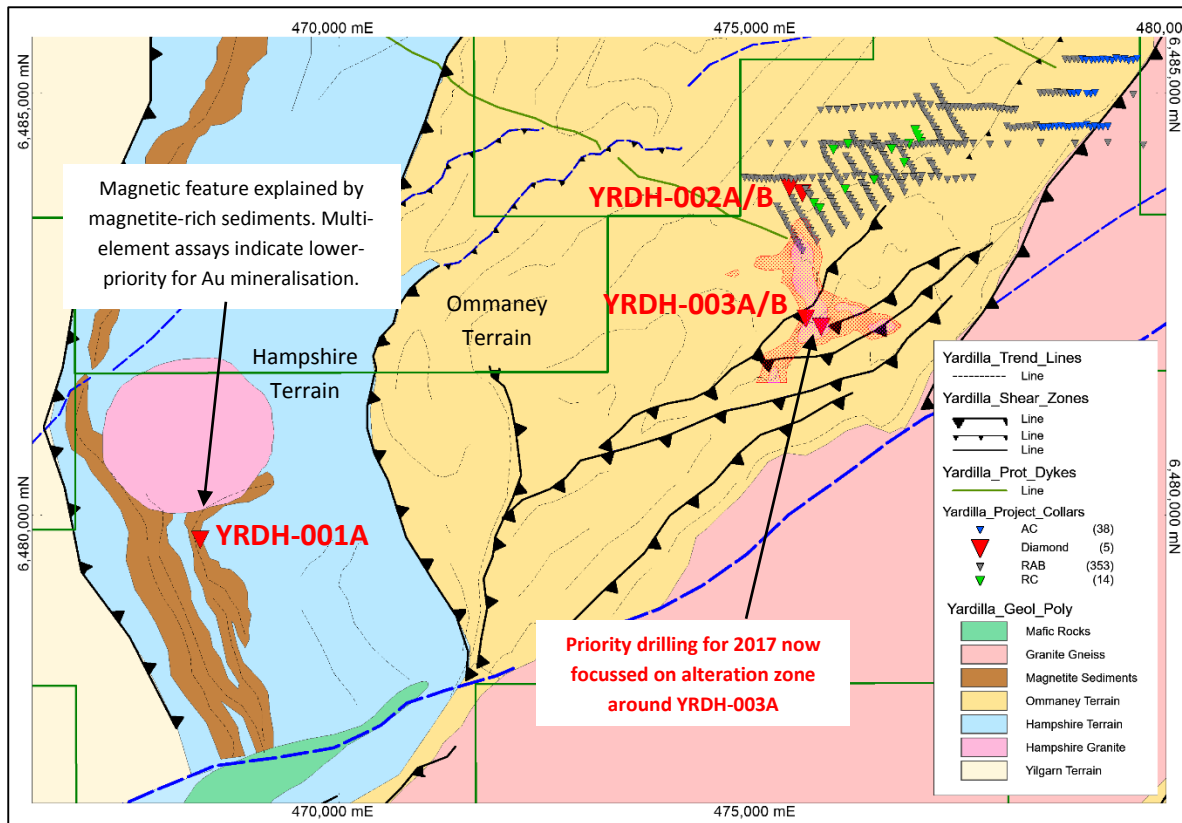 470,000 mE
475,000 mE
480,0
6,485,000 mN
6,485,000 mN
Magnetic feature explained by
magnetite-rich sediments. Multi-
element assays indicate lower-
priority for Au mineralisation.
YRDH-002A/B
YRDH-003A/B
Ommaney
Terrain
Hampshire
Terrain
YRDH-001A
6,480,000 mN
6,480,000 mN
Priority drilling for 2017 now
focussed on alteration zone
around YRDH-003A
Yardilla_Trend_Lines
Line
Yardilla_Shear_Zones
Line
Line
Line
Yardilla_Prot_Dykes
Line
Yardilla_Project_Collars
AC (38)
Diamond (5)
RAB (353)
RC (14)
Yardilla_Geol_Poly
Mafic Rocks
Granite Gneiss
Magnetite Sediments
Ommaney Terrain
Hampshire Terrain
Hampshire Granite
Yilgarn Terrain
470,000 mE
475,000 mE